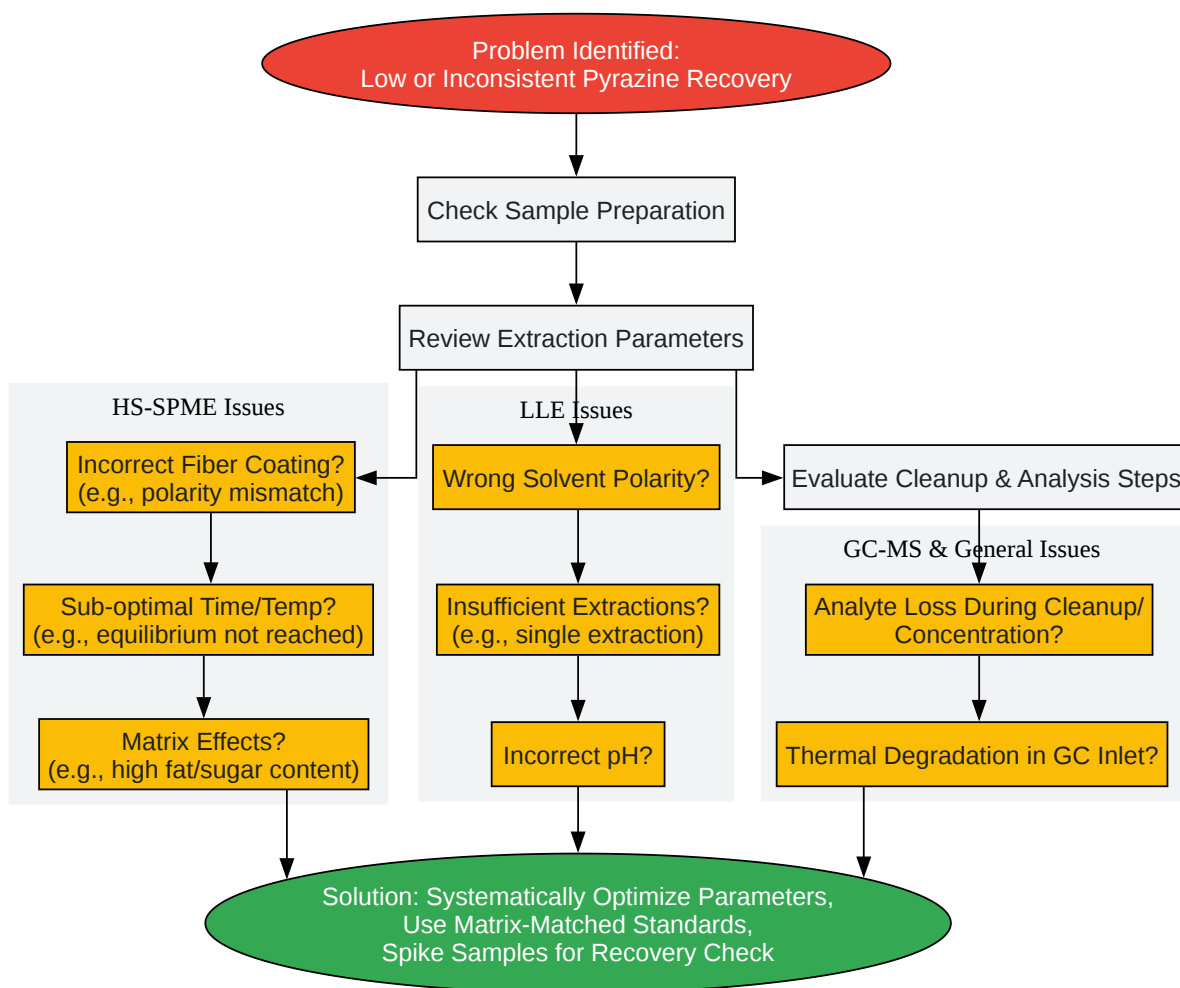 Problem Identified:
Low or Inconsistent Pyrazine Recovery
Check Sample Preparation
Review Extraction Parameters
HS-SPME Issues
Incorrect Fiber Coating?
(e.g., polarity mismatch)
Sub-optimal Time/Temp?
(e.g., equilibrium not reached)
Matrix Effects?
(e.g., high fat/sugar content)
LLE Issues
Wrong Solvent Polarity?
Insufficient Extractions?
(e.g., single extraction)
Incorrect pH?
Evaluate Cleanup & Analysis Steps
GC-MS & General Issues
Analyte Loss During Cleanup/
Concentration?
Thermal Degradation in GC Inlet?
Solution: Systematically Optimize Parameters,
Use Matrix-Matched Standards,
Spike Samples for Recovery Check